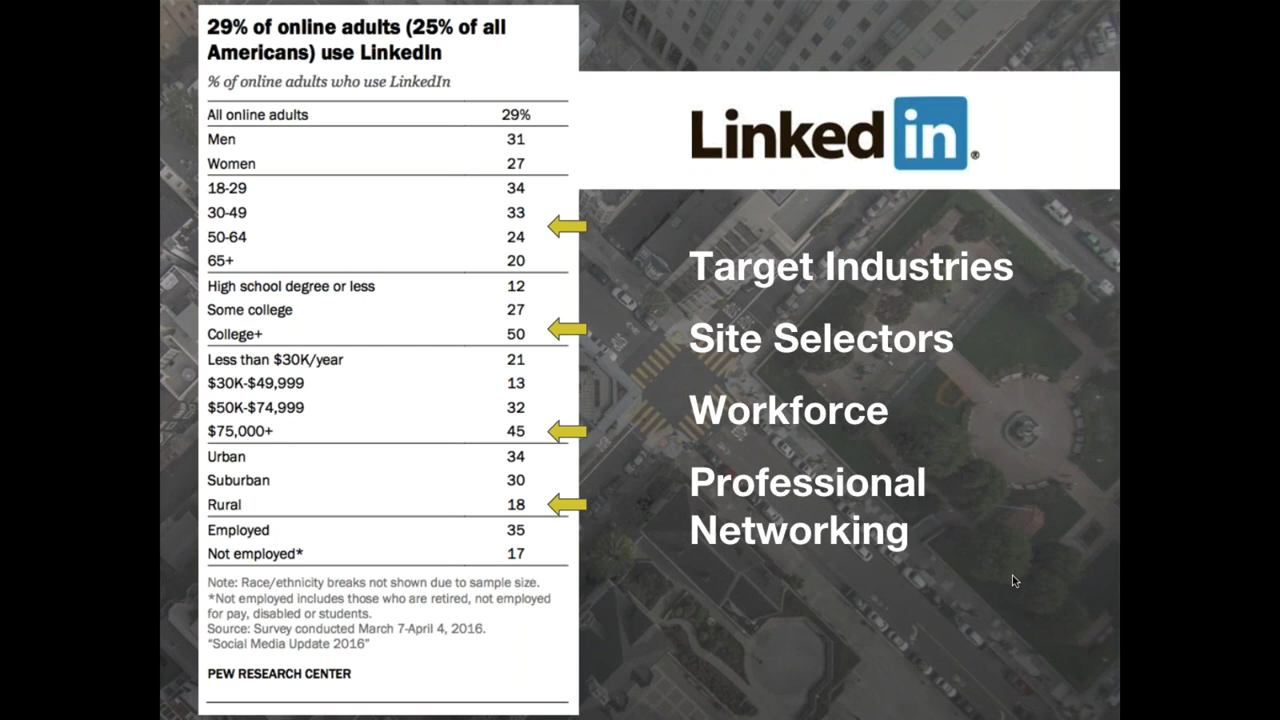 29% of online adults (25% of all
Americans) use LinkedIn
% of online adults who use LinkedIn
All online adults 29%
Men 31
Women 27
18-29 34
30-49 33
50-64 24
65+ 20
High school degree or less 12
Some college 27
College+ 50
Less than $30K/year 21
$30K-$49,999 13
$50K-$74,999 32
$75,000+ 45
Urban 34
Suburban 30
Rural 18
Employed 35
Not employed* 17
Note: Race/ethnicity breaks not shown due to sample size.
*Not employed includes those who are retired, not employed
for pay, disabled or students.
Source: Survey conducted March 7-April 4, 2016.
“Social Media Update 2016”
PEW RESEARCH CENTER
Linked in®
Target Industries
Site Selectors
Workforce
Professional
Networking